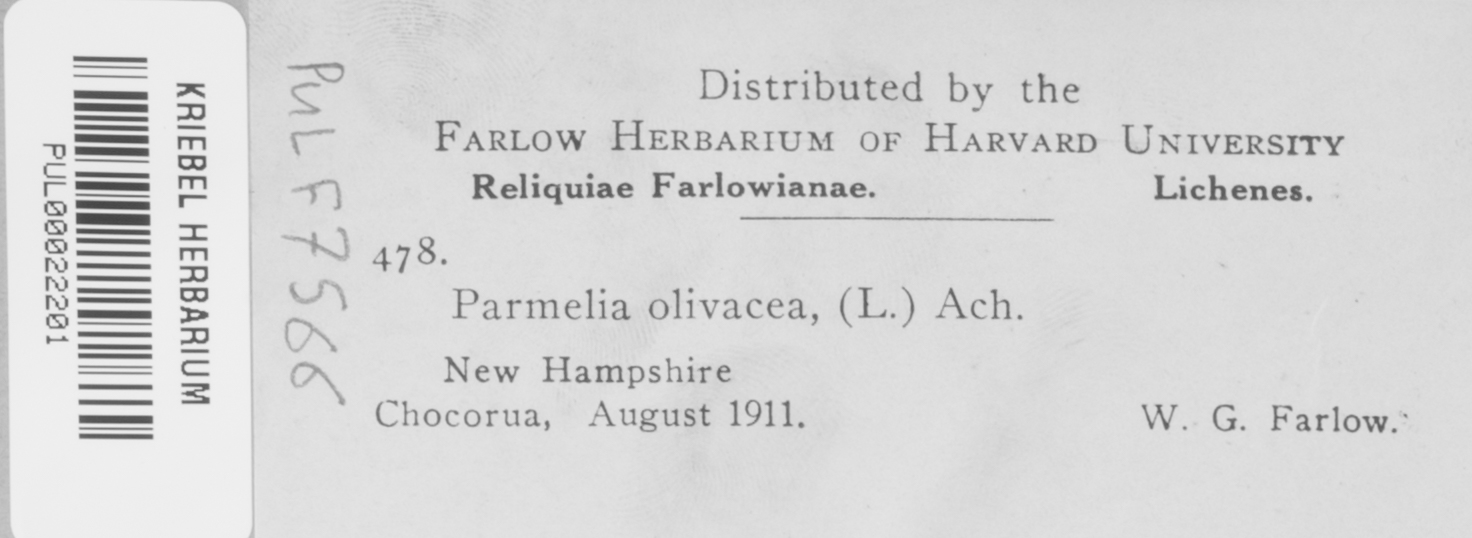 KRIEBEL HERBARIUM
PUL00022201
PUL F7566
Distributed by the
FARLOW HERBARIUM OF HARVARD UNIVERSITY
Reliquiae Farlowianae. Lichenes.
478.
Parmelia olivacea, (L.) Ach.
New Hampshire
Chocorua, August 1911. W. G. Farlow.